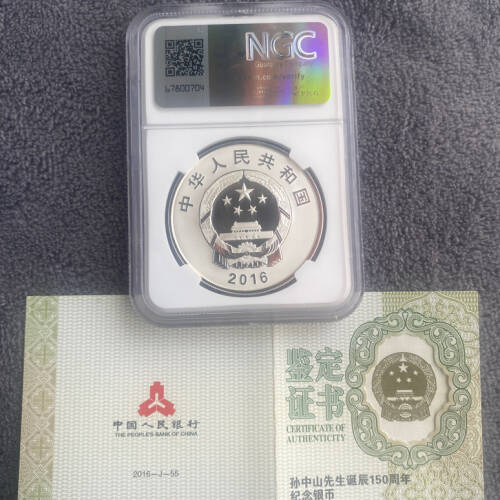 NGC
b7600704
中华人民共和国
2016
中国人民银行
THE PEOPLE'S BANK OF CHINA
2016-J-55
鉴定
证书
CERTIFICATE OF
AUTHENTICITY
孙中山先生诞辰150周年
纪念银币